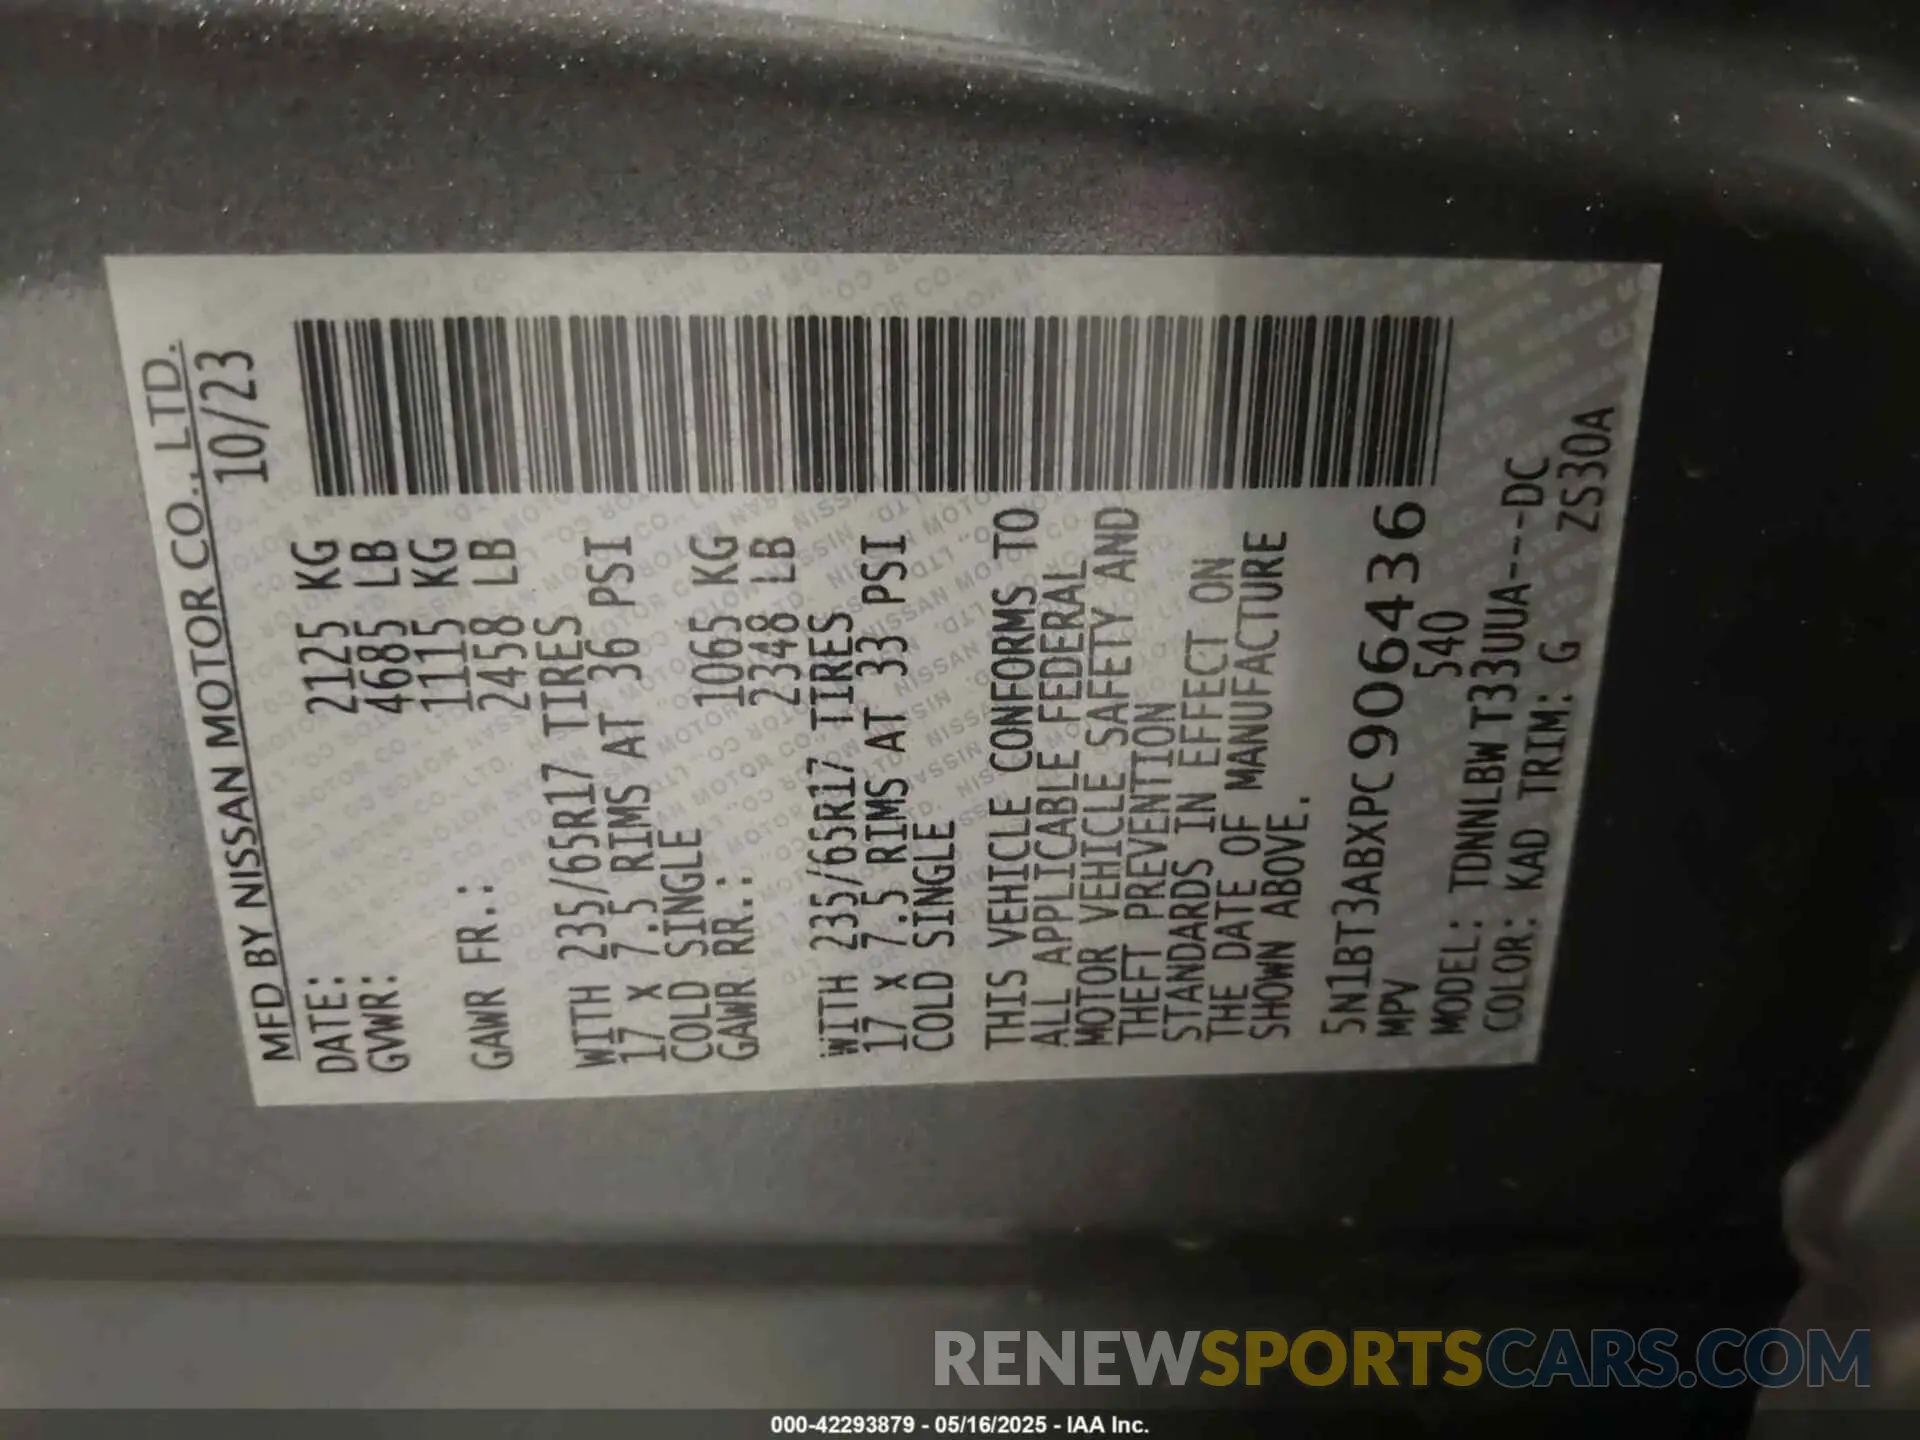 MFD BY NISSAN MOTOR CO., LTD.
DATE: 10/23
GVWR: 2125 KG
4685 LB
GAWR FR.: 1115 KG
2458 LB
WITH 235/65R17 TIRES
17 X 7.5 RIMS AT 36 PSI
COLD SINGLE
GAWR RR.: 1065 KG
2348 LB
WITH 235/65R17 TIRES
17 X 7.5 RIMS AT 33 PSI
COLD SINGLE
THIS VEHICLE CONFORMS TO
ALL APPLICABLE FEDERAL
MOTOR VEHICLE SAFETY AND
THEFT PREVENTION
STANDARDS IN EFFECT ON
THE DATE OF MANUFACTURE
SHOWN ABOVE.
5N1BT3ABXPC906436
MPV 540
MODEL: TDNNLBW T33UUA---DC
COLOR: KAD TRIM: G ZS30A
RENEWSPORTSCARS.COM
000-42293879 - 05/16/2025 - IAA Inc.